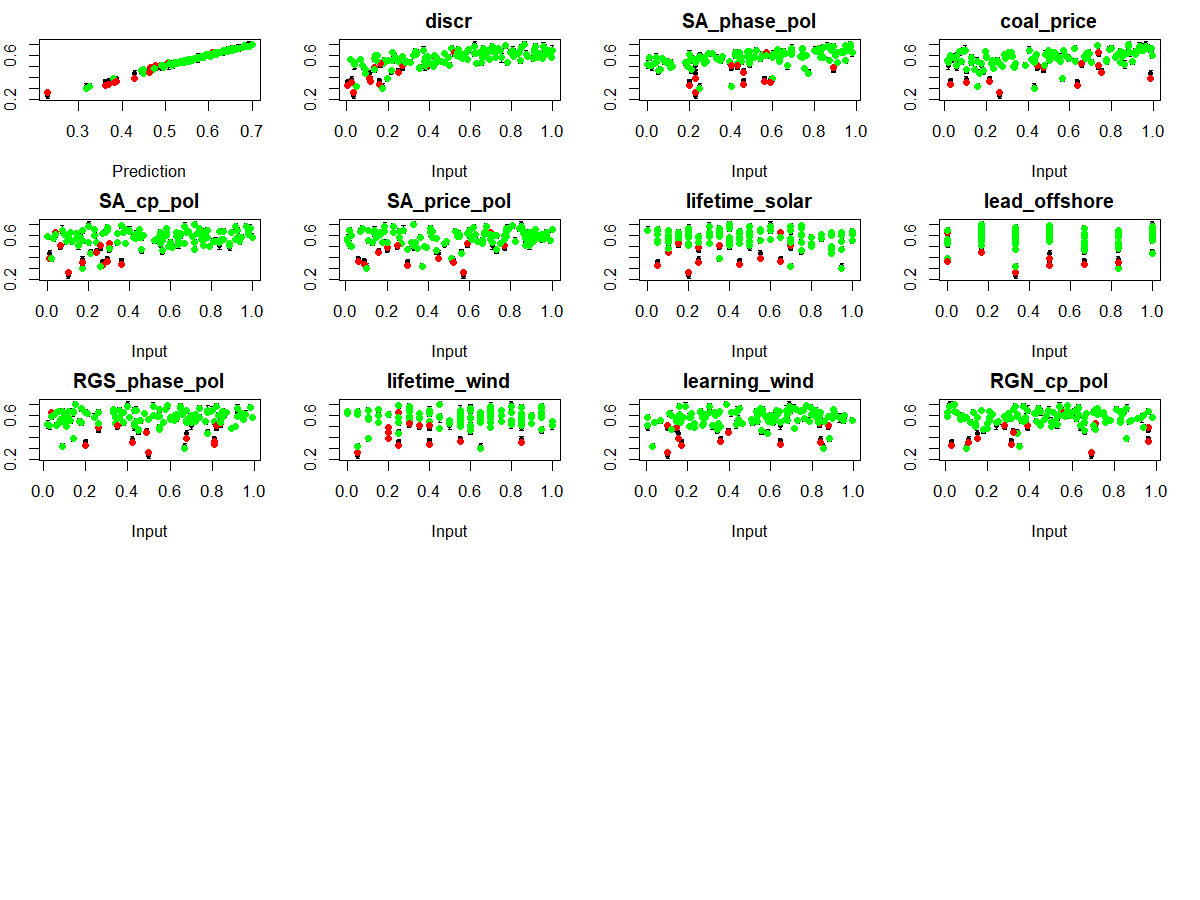 discr SA_phase_pol coal_price
0.2 0.6 0.2 0.6 0.2 0.6 0.2 0.6
0.3 0.4 0.5 0.6 0.7 0.0 0.2 0.4 0.6 0.8 1.0 0.0 0.2 0.4 0.6 0.8 1.0 0.0 0.2 0.4 0.6 0.8 1.0
Prediction Input Input Input
SA_cp_pol SA_price_pol lifetime_solar lead_offshore
0.2 0.6 0.2 0.6 0.2 0.6 0.2 0.6
0.0 0.2 0.4 0.6 0.8 1.0 0.0 0.2 0.4 0.6 0.8 1.0 0.0 0.2 0.4 0.6 0.8 1.0 0.0 0.2 0.4 0.6 0.8 1.0
Input Input Input Input
RGS_phase_pol lifetime_wind learning_wind RGN_cp_pol
0.2 0.6 0.2 0.6 0.2 0.6 0.2 0.6
0.0 0.2 0.4 0.6 0.8 1.0 0.0 0.2 0.4 0.6 0.8 1.0 0.0 0.2 0.4 0.6 0.8 1.0 0.0 0.2 0.4 0.6 0.8 1.0
Input Input Input Input